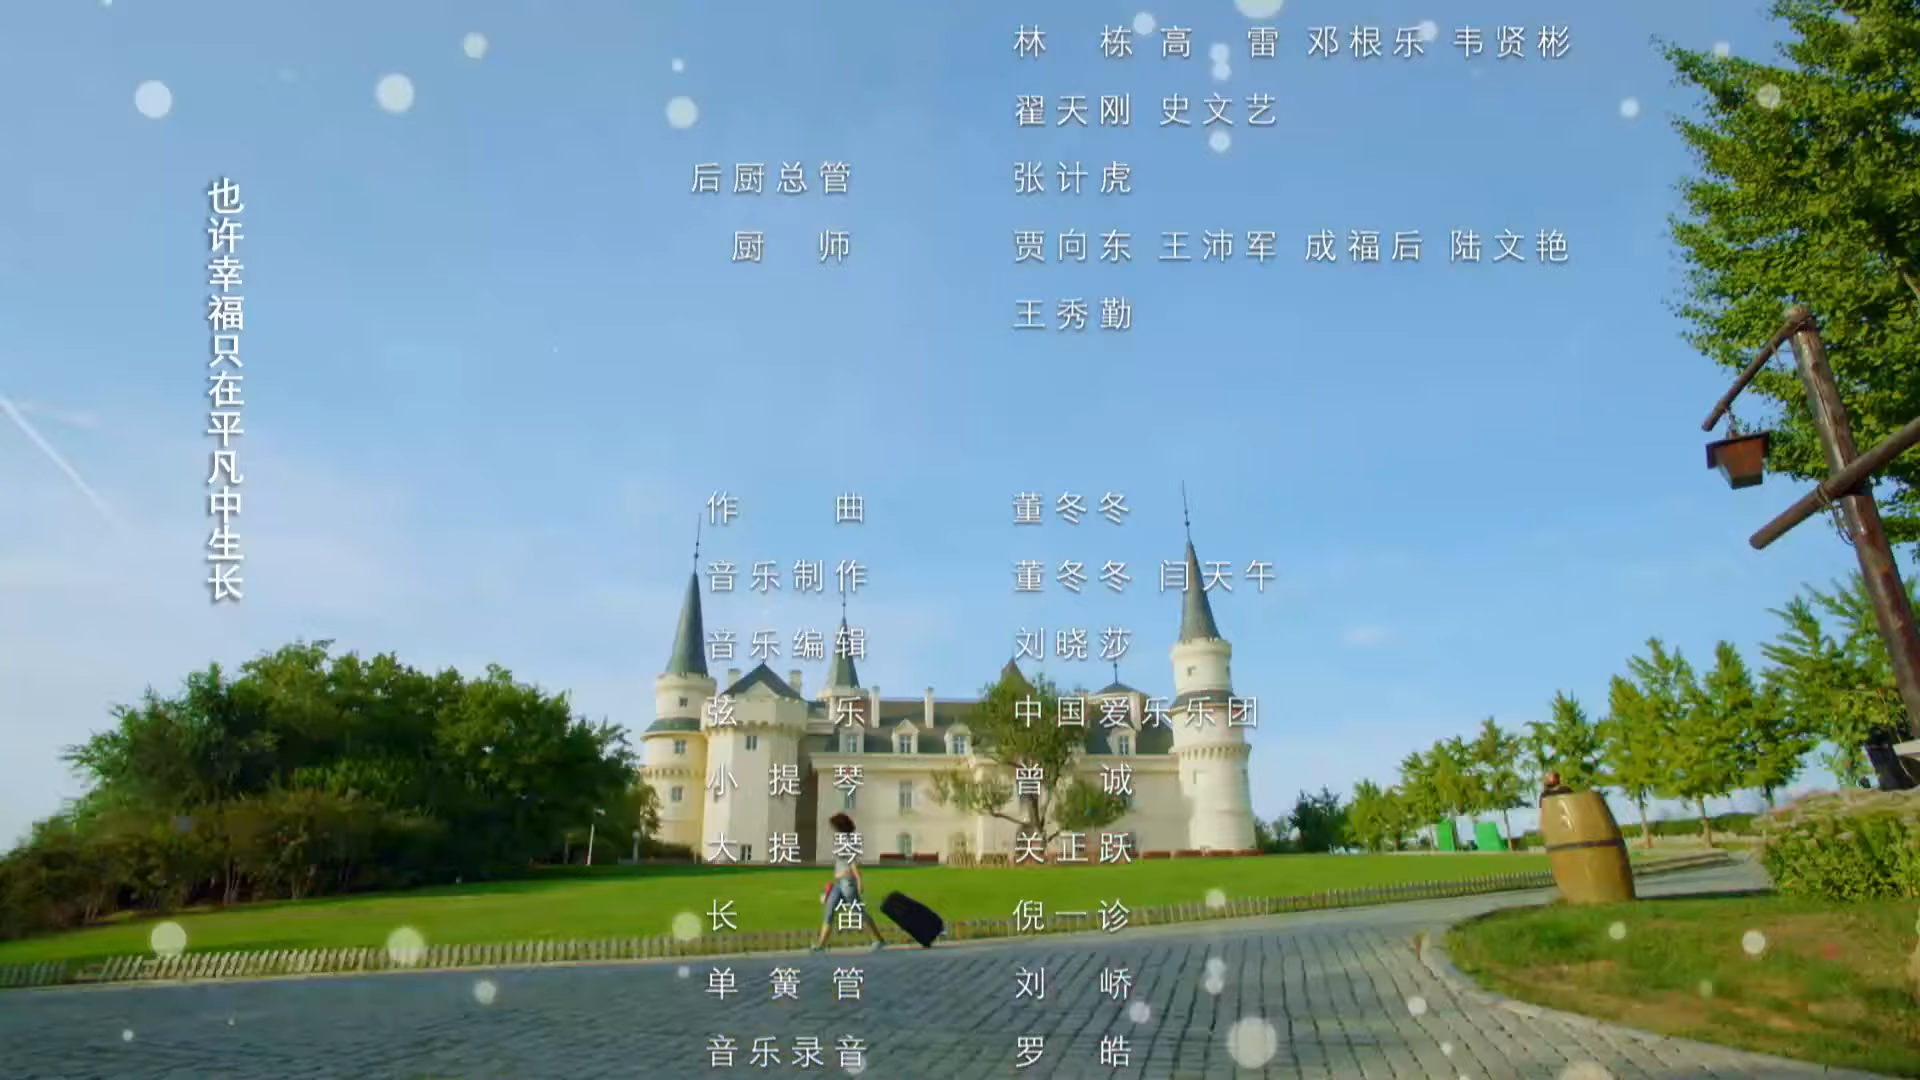 也许幸福只在平凡中生长
林栋 高雷 邓根乐 韦贤彬
翟天刚 史文艺
后厨总管 张计虎
厨师 贾向东 王沛军 成福后 陆文艳
王秀勤
作曲 董冬冬
音乐制作 董冬冬 闫天午
音乐编辑 刘晓莎
弦乐 中国爱乐乐团
小提琴 曾诚
大提琴 关正跃
长笛 倪一诊
单簧管 刘峤
音乐录音 罗皓